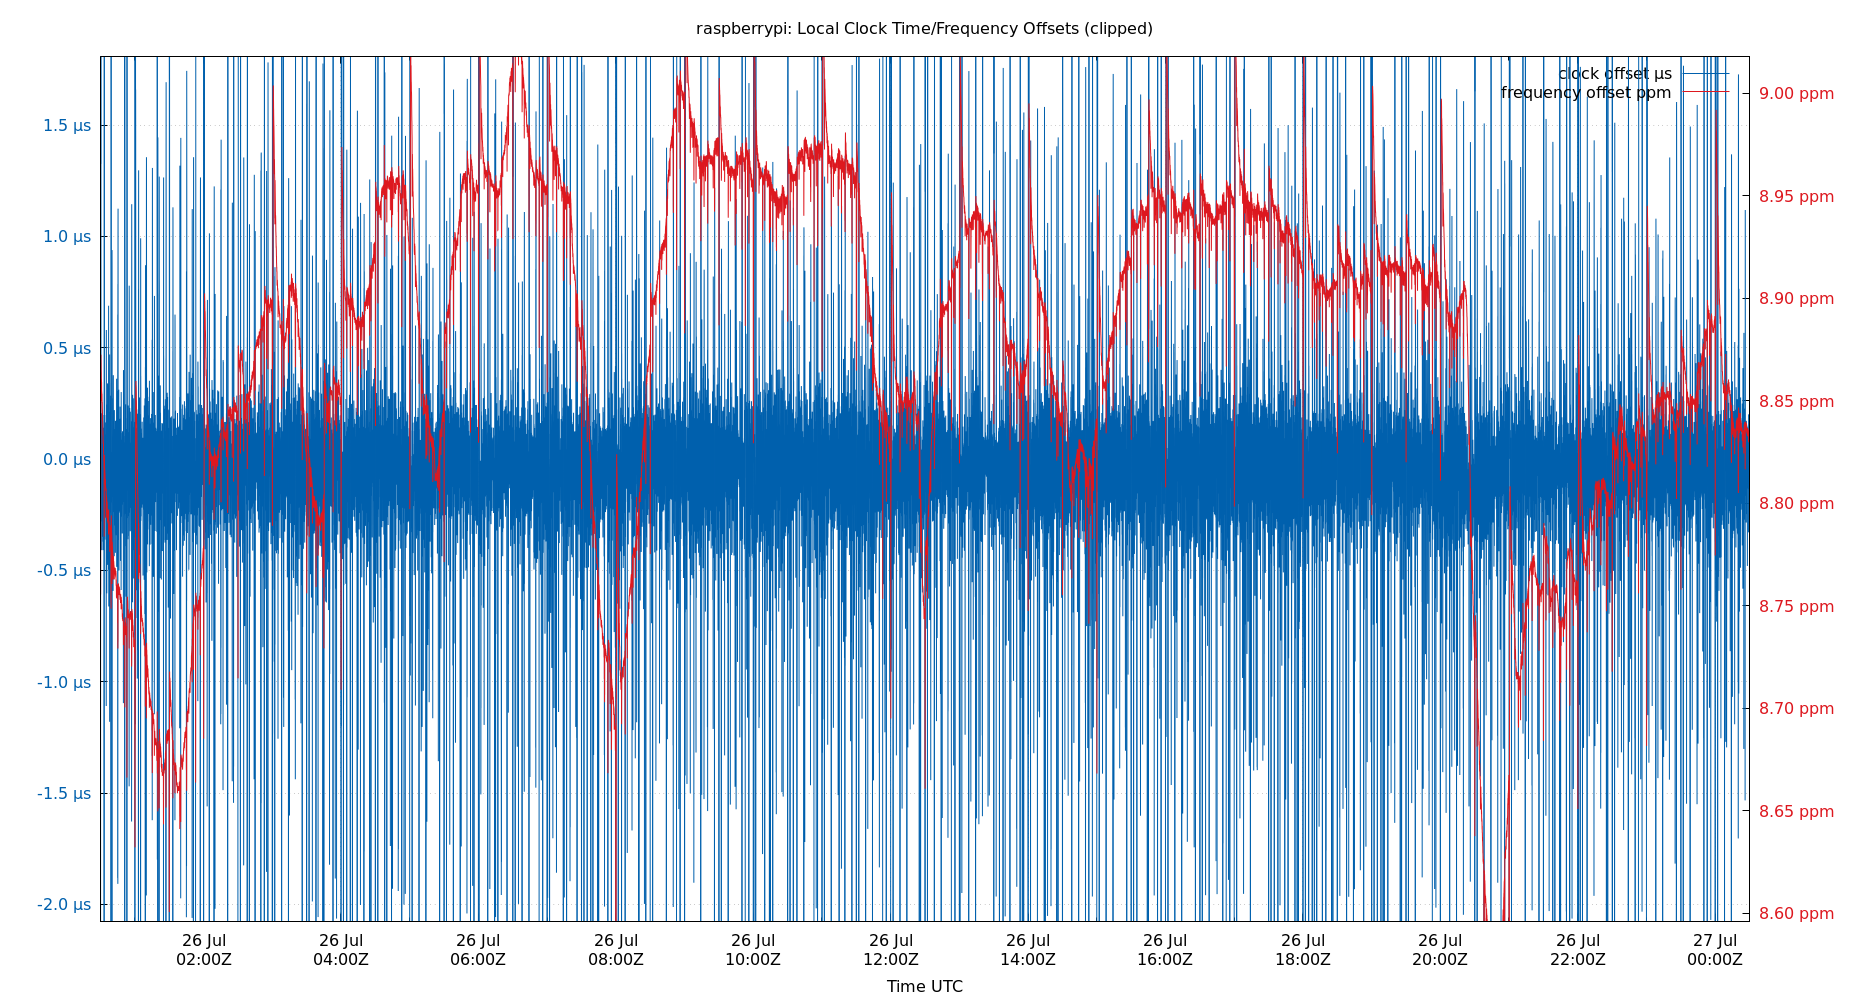 raspberrypi: Local Clock Time/Frequency Offsets (clipped)
clock offset µs
frequency offset ppm
1.5 µs
1.0 µs
0.5 µs
0.0 µs
-0.5 µs
-1.0 µs
-1.5 µs
-2.0 µs
9.00 ppm
8.95 ppm
8.90 ppm
8.85 ppm
8.80 ppm
8.75 ppm
8.70 ppm
8.65 ppm
8.60 ppm
26 Jul 26 Jul 26 Jul 26 Jul 26 Jul 26 Jul 26 Jul 26 Jul 26 Jul 26 Jul 26 Jul 27 Jul
02:00Z 04:00Z 06:00Z 08:00Z 10:00Z 12:00Z 14:00Z 16:00Z 18:00Z 20:00Z 22:00Z 00:00Z
Time UTC